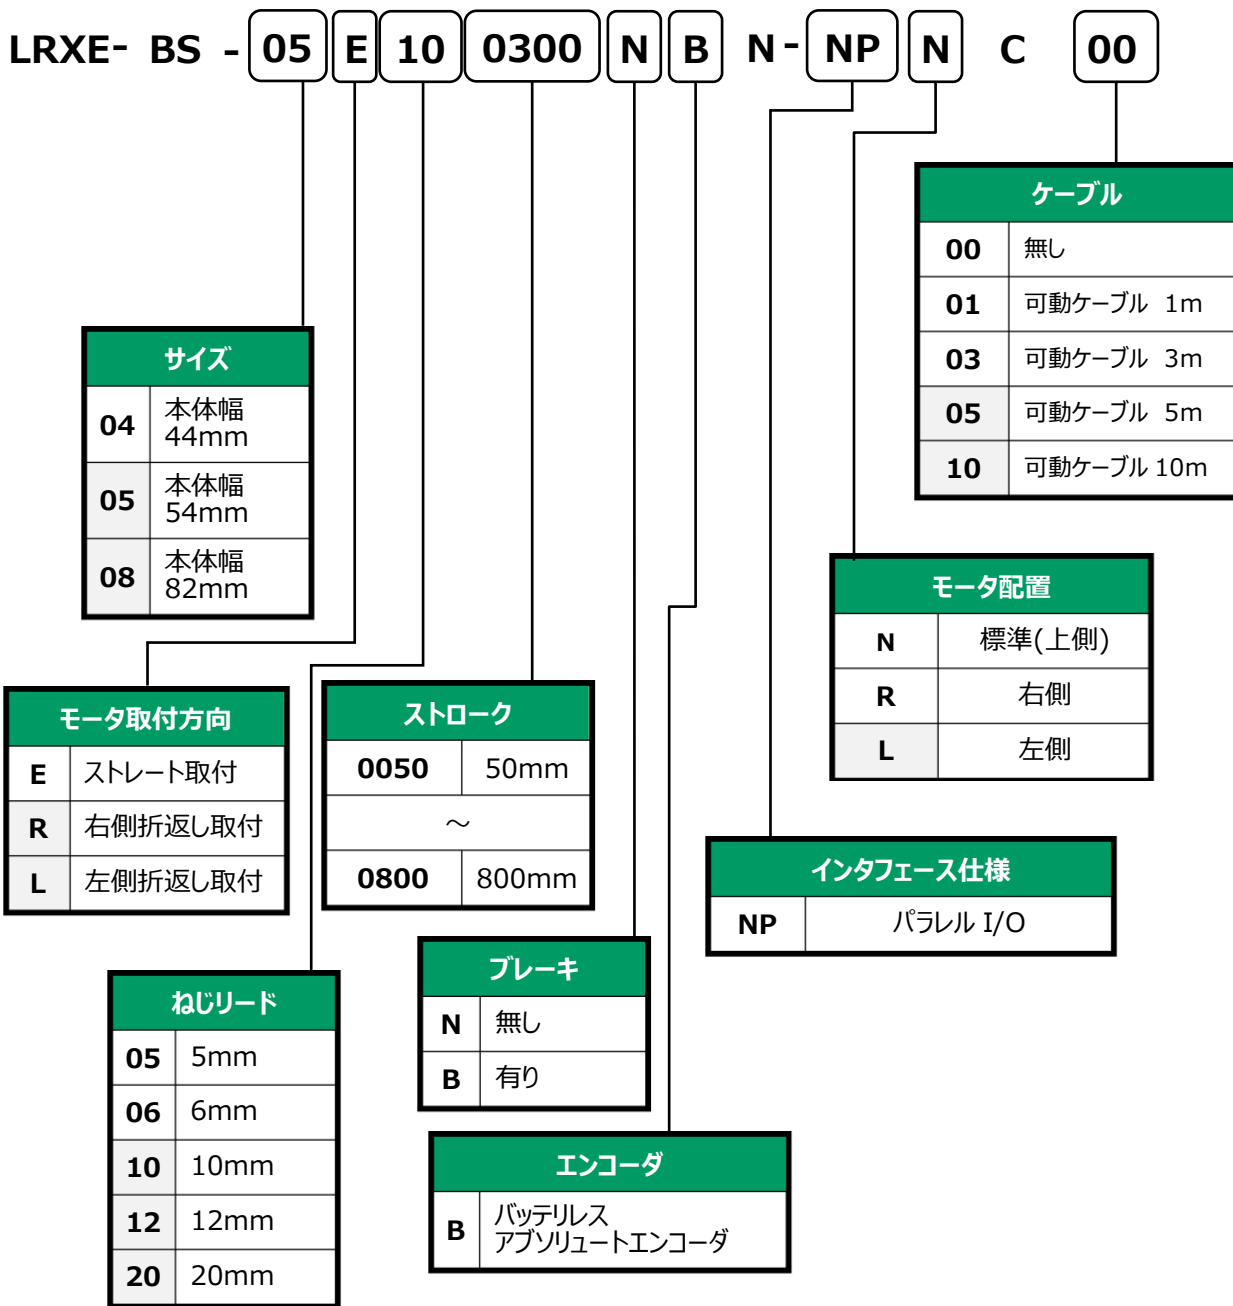 LRXE- BS - 05 E 10 0300 N B N - NP N C 00
ケーブル
00 無し
01 可動ケーブル 1m
03 可動ケーブル 3m
05 可動ケーブル 5m
10 可動ケーブル 10m
サイズ
04 本体幅
44mm
05 本体幅
54mm
08 本体幅
82mm
モータ配置
N 標準(上側)
R 右側
L 左側
モータ取付方向
E ストレート取付
R 右側折返し取付
L 左側折返し取付
ストローク
0050 50mm
～
0800 800mm
インタフェース仕様
NP パラレル I/O
ブレーキ
N 無し
B 有り
ねじリード
05 5mm
06 6mm
10 10mm
12 12mm
20 20mm
エンコーダ
B バッテリレス
アブソリュートエンコーダ